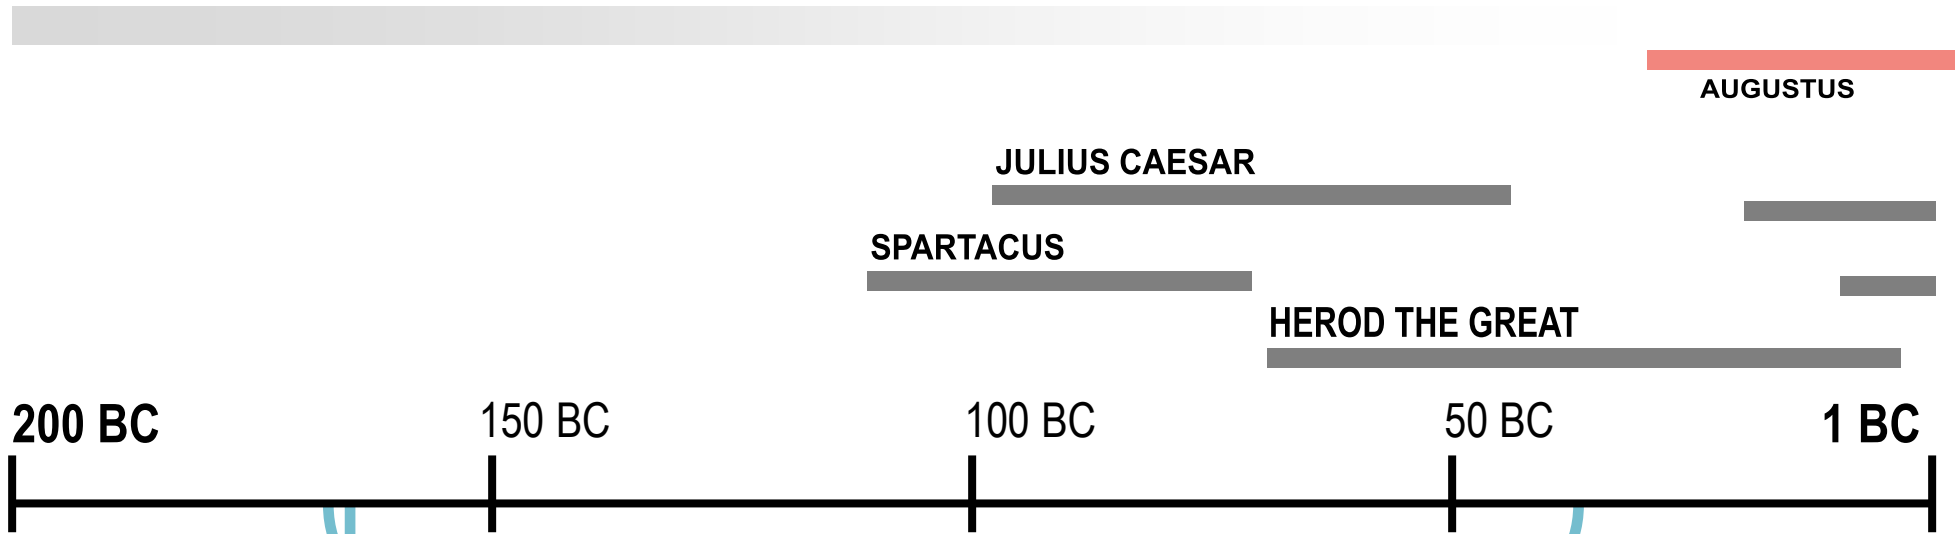 AUGUSTUS
JULIUS CAESAR
SPARTACUS
HEROD THE GREAT
200 BC 150 BC 100 BC 50 BC 1 BC